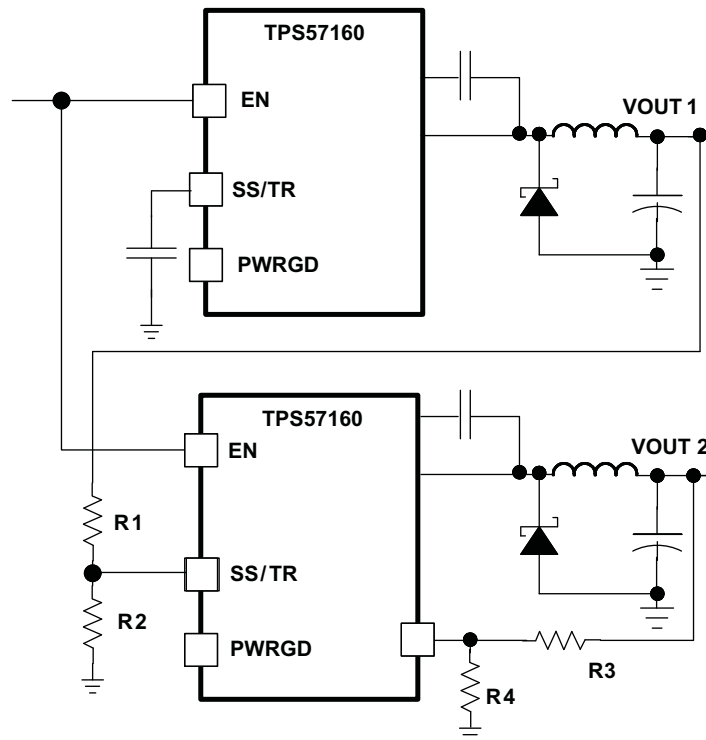 TPS57160
EN
VOUT 1
SS/TR
PWRGD
TPS57160
EN
VOUT 2
R1
SS/TR
R2
PWRGD
R3
R4